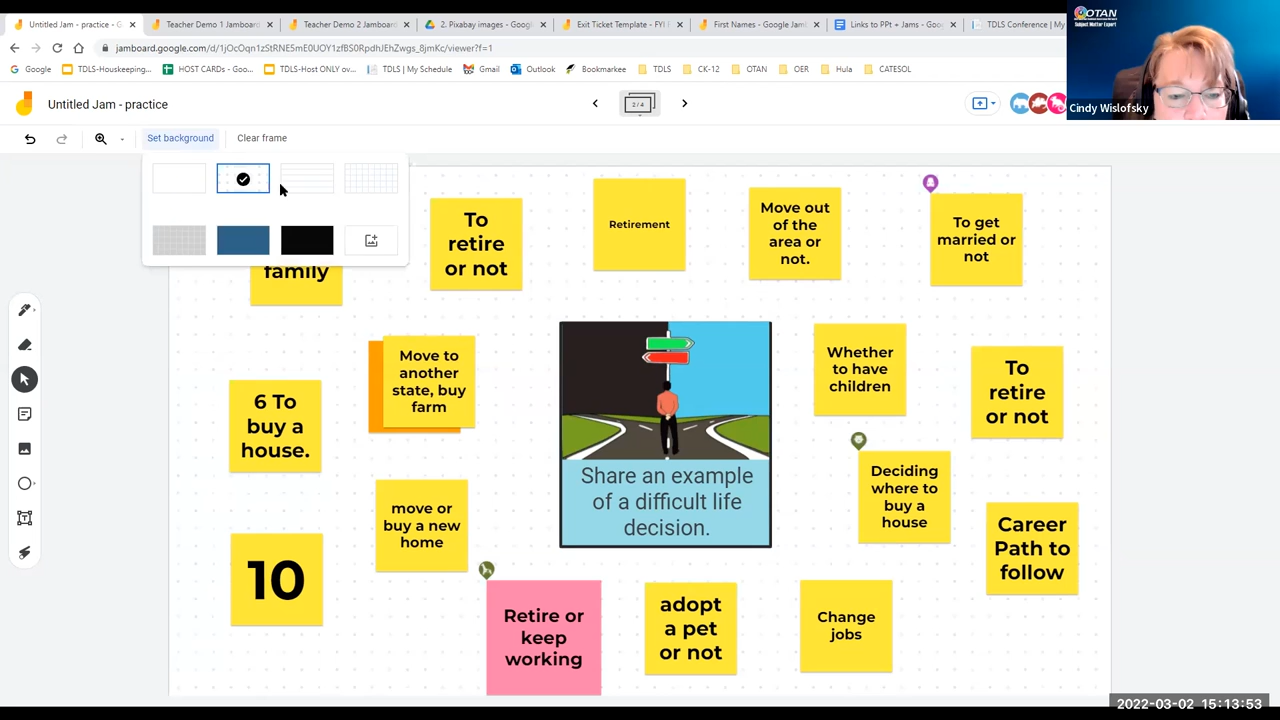 Untitled Jam - practice - G
Teacher Demo 1 Jamboard
Teacher Demo 2 Jamboa
2. Pixabay images - Goog
Exit Ticket Template - FYI
First Names - Google Jam
Links to PPt + Jams - Goo
TDLS Conference | My
jamboard.google.com/d/1jOcOqn1zStRNE5mE0UOY1zfBS0RpdhJEhZwgs_8jmKc/viewer?f=1
Google
TDLS-Housekeeping...
HOST CARDs - Goo...
TDLS-Host ONLY ov...
TDLS | My Schedule
Gmail
Outlook
Bookmarkee
TDLS
CK-12
OTAN
OER
Hula
CATESOL
OTAN
Subject Matter Expert
Cindy Wislofsky
Untitled Jam - practice
2 / 4
Set background
Clear frame
family
To
retire
or not
Retirement
Move out
of the
area or
not.
To get
married or
not
6 To
buy a
house.
Move to
another
state, buy
farm
Share an example
of a difficult life
decision.
Whether
to have
children
To
retire
or not
Deciding
where to
buy a
house
move or
buy a new
home
Career
Path to
follow
10
Retire or
keep
working
adopt
a pet
or not
Change
jobs
2022-03-02 15:13:53